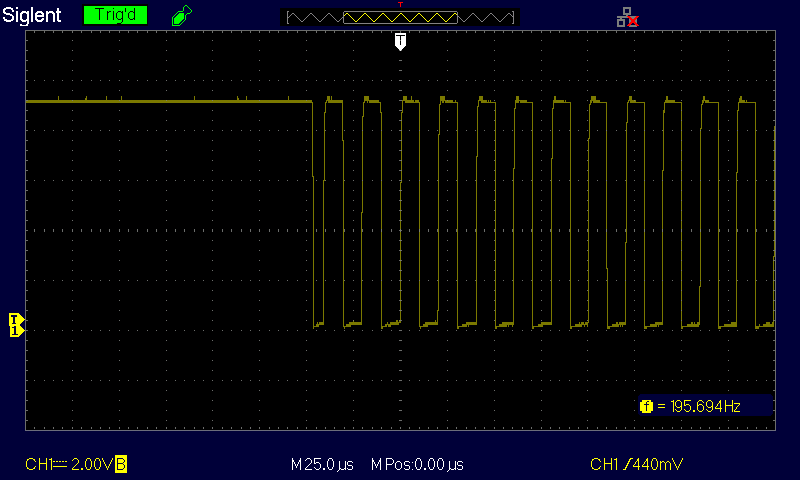 Siglent Trig'd T
T
T
1
f = 195.694Hz
CH1 2.00V B M 25.0 µs M Pos:0.00 µs CH1 440mV